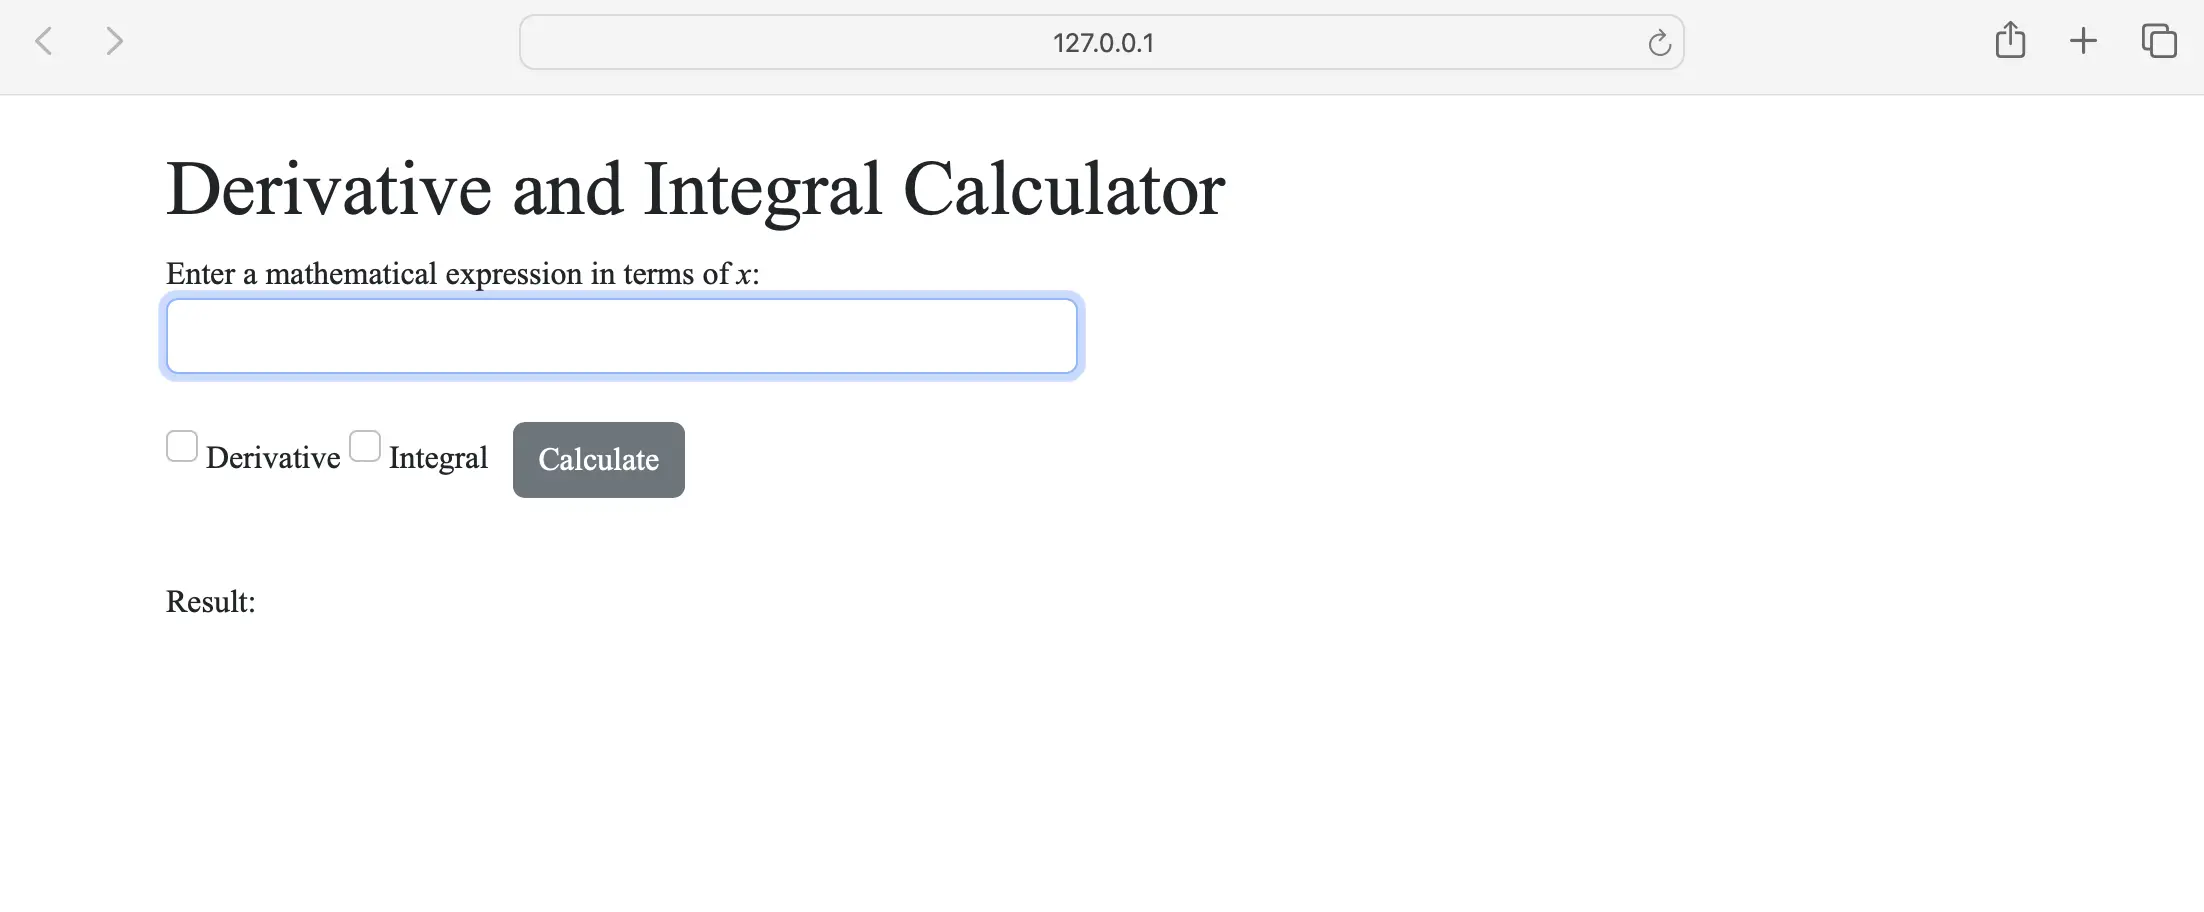 127.0.0.1
Derivative and Integral Calculator
Enter a mathematical expression in terms of x:
Derivative Integral Calculate
Result: